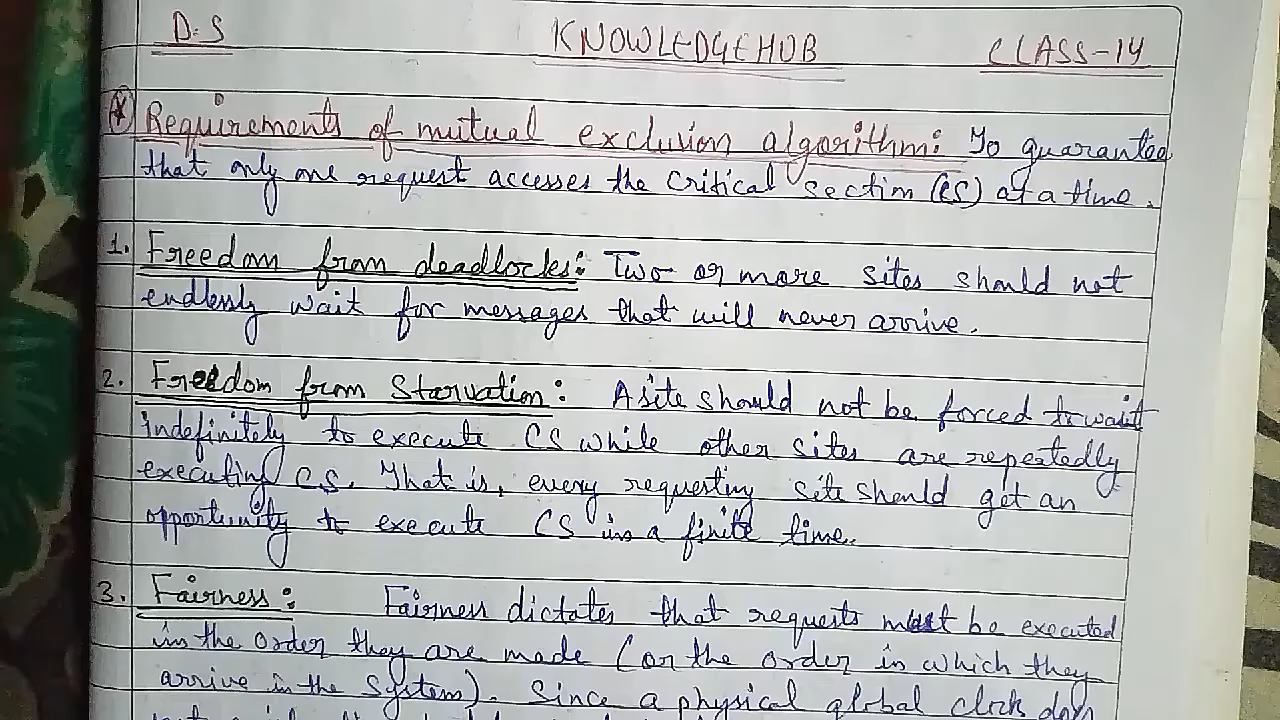 D.S KNOWLEDGEHUB CLASS-14
* Requirements of mutual exclusion algorithm: To guarantee
that only one request accesses the critical section (CS) at a time.
1. Freedom from deadlocks: Two or more sites should not
endlessly wait for messages that will never arrive.
2. Freedom from Starvation: A site should not be forced to wait
indefinitely to execute CS while other sites are repeatedly
executing CS. That is, every requesting site should get an
opportunity to execute CS in a finite time.
3. Fairness: Fairness dictates that requests must be executed
in the order they are made (or the order in which they
arrive in the system). Since a physical global clock does